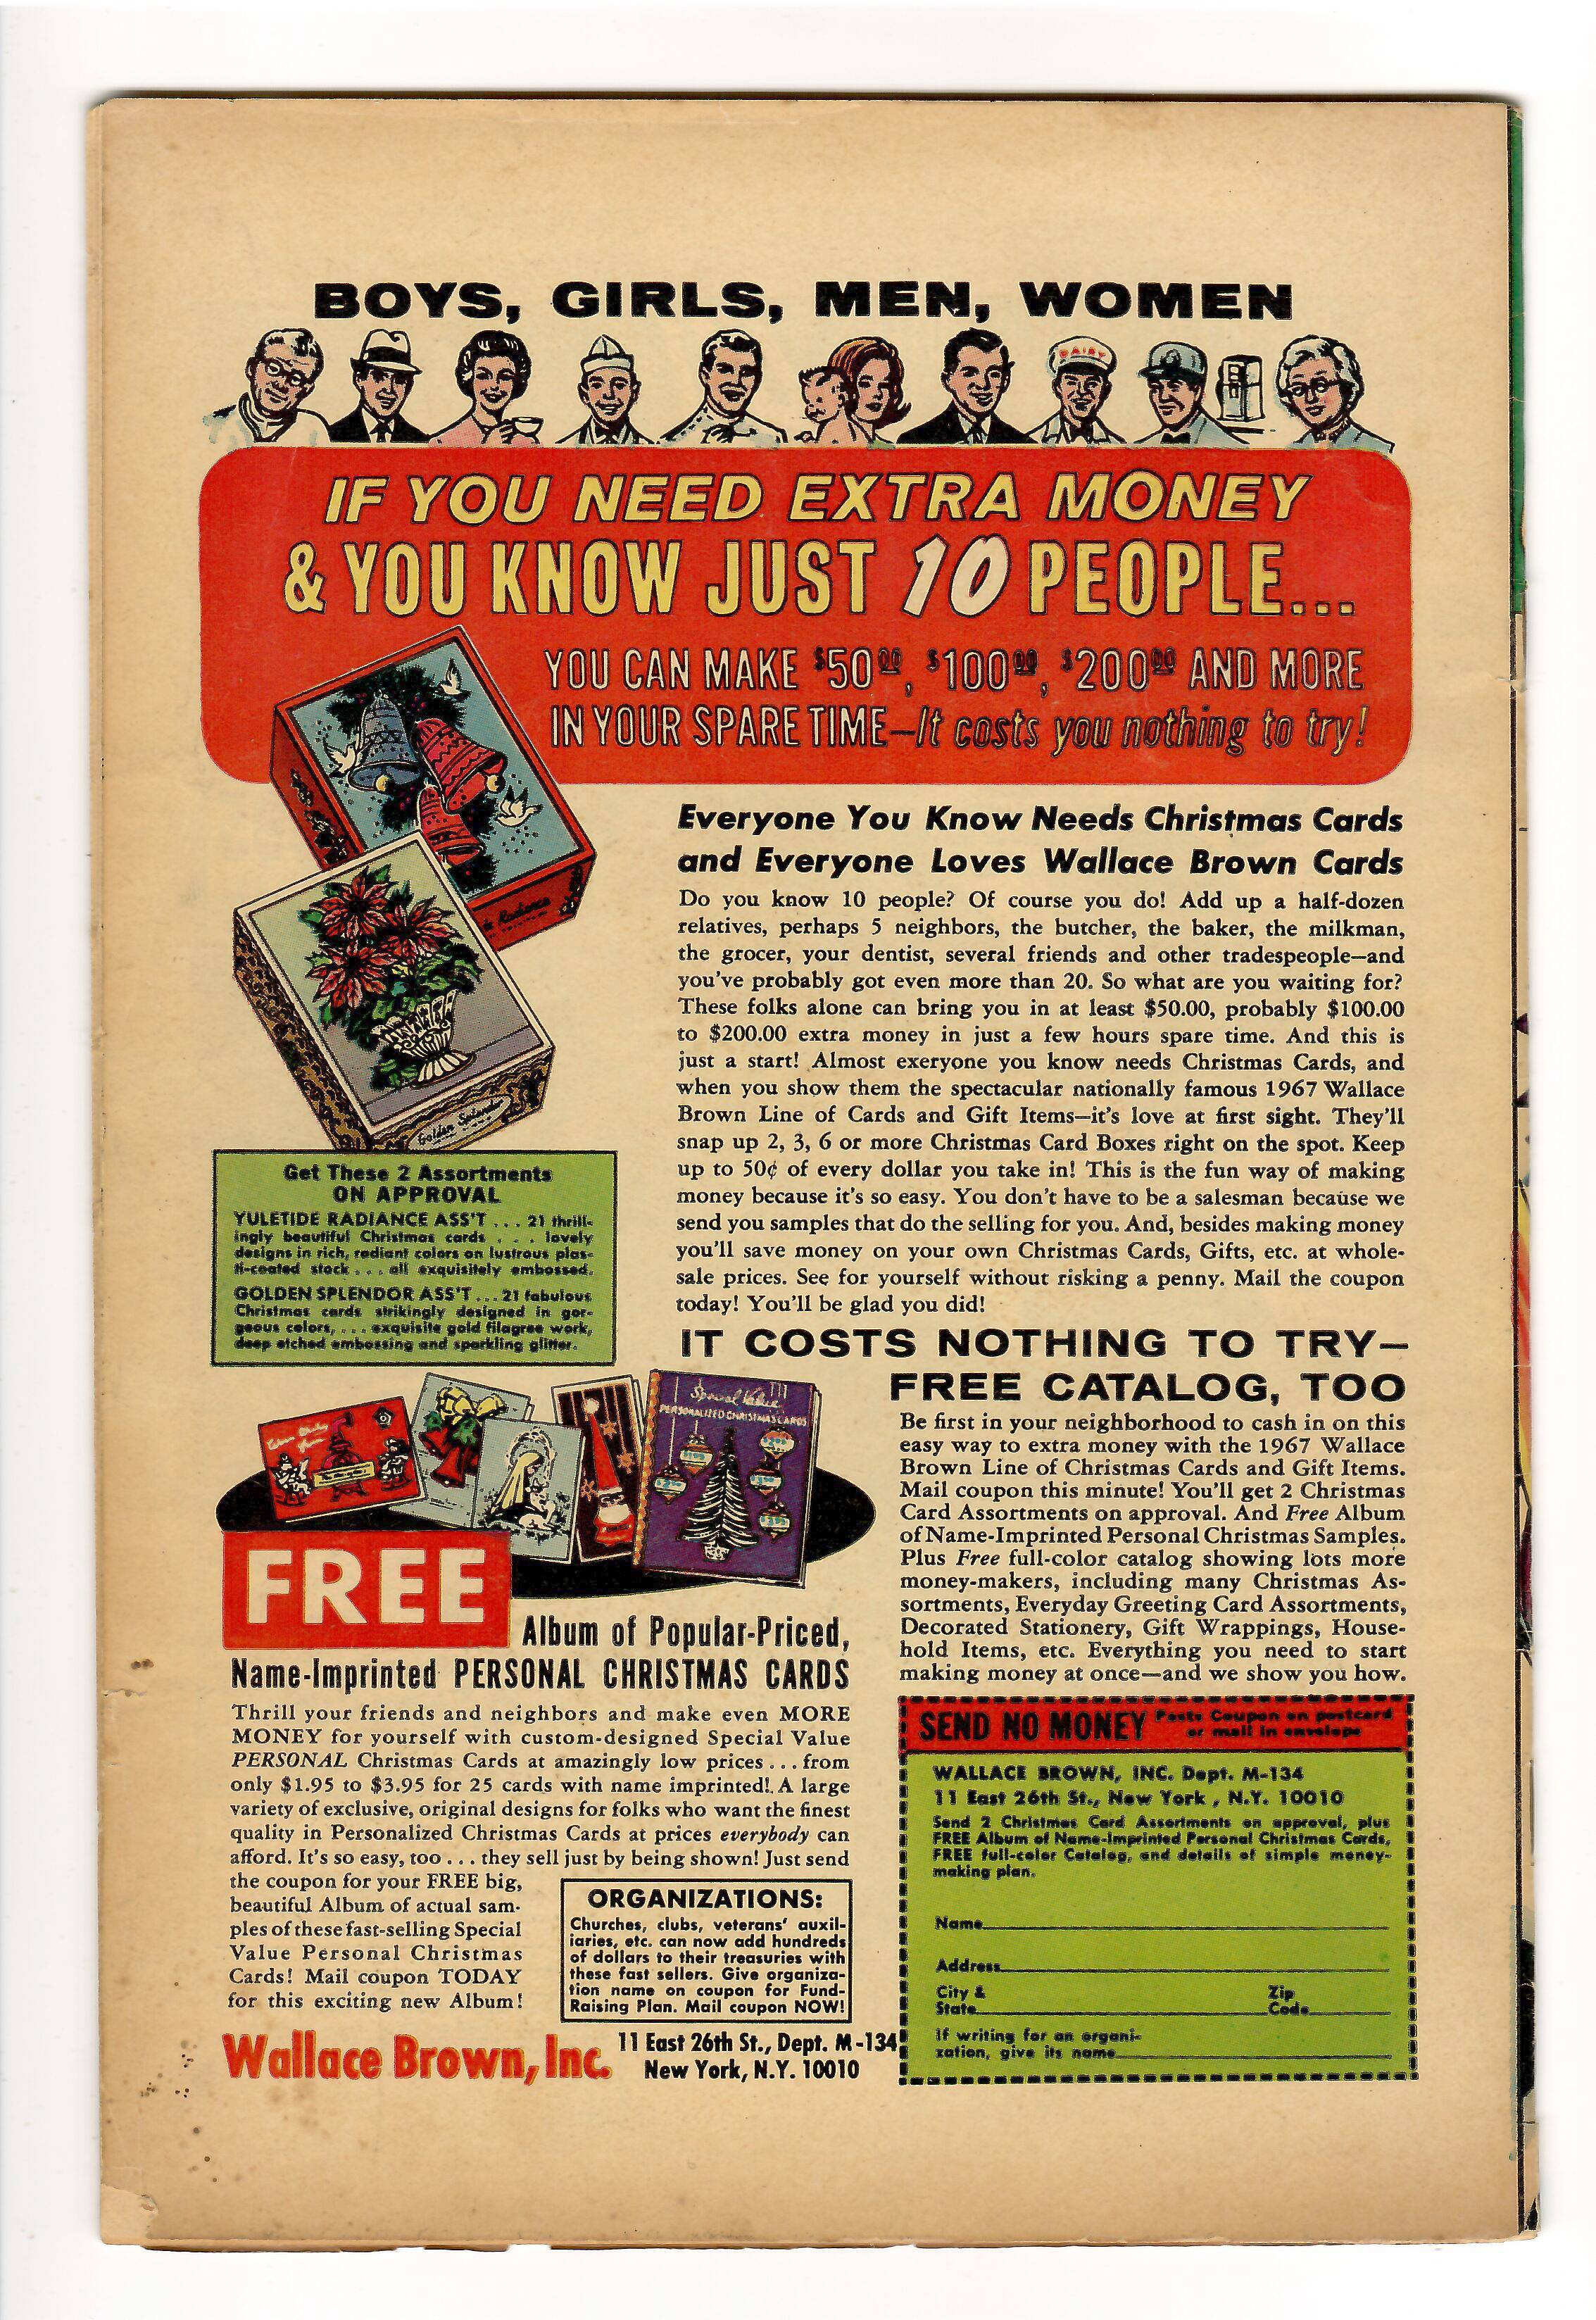 BOYS, GIRLS, MEN, WOMEN
DAISY
IF YOU NEED EXTRA MONEY
& YOU KNOW JUST 10 PEOPLE...
YOU CAN MAKE $50.00, $100.00, $200.00 AND MORE
IN YOUR SPARE TIME—It costs you nothing to try!
Radiance
Golden Splendor
Get These 2 Assortments
ON APPROVAL
YULETIDE RADIANCE ASS'T . . . 21 thrill-
ingly beautiful Christmas cards . . . lovely
designs in rich, radiant colors on lustrous plas-
ti-coated stock . . . all exquisitely embossed.
GOLDEN SPLENDOR ASS'T . . . 21 fabulous
Christmas cards strikingly designed in gor-
geous colors, . . . exquisite gold filagree work,
deep etched embossing and sparkling glitter.
Everyone You Know Needs Christmas Cards
and Everyone Loves Wallace Brown Cards
Do you know 10 people? Of course you do! Add up a half-dozen
relatives, perhaps 5 neighbors, the butcher, the baker, the milkman,
the grocer, your dentist, several friends and other tradespeople—and
you've probably got even more than 20. So what are you waiting for?
These folks alone can bring you in at least $50.00, probably $100.00
to $200.00 extra money in just a few hours spare time. And this is
just a start! Almost exeryone you know needs Christmas Cards, and
when you show them the spectacular nationally famous 1967 Wallace
Brown Line of Cards and Gift Items—it's love at first sight. They'll
snap up 2, 3, 6 or more Christmas Card Boxes right on the spot. Keep
up to 50¢ of every dollar you take in! This is the fun way of making
money because it's so easy. You don't have to be a salesman because we
send you samples that do the selling for you. And, besides making money
you'll save money on your own Christmas Cards, Gifts, etc. at whole-
sale prices. See for yourself without risking a penny. Mail the coupon
today! You'll be glad you did!
IT COSTS NOTHING TO TRY—
FREE CATALOG, TOO
Be first in your neighborhood to cash in on this
easy way to extra money with the 1967 Wallace
Brown Line of Christmas Cards and Gift Items.
Mail coupon this minute! You'll get 2 Christmas
Card Assortments on approval. And Free Album
of Name-Imprinted Personal Christmas Samples.
Plus Free full-color catalog showing lots more
money-makers, including many Christmas As-
sortments, Everyday Greeting Card Assortments,
Decorated Stationery, Gift Wrappings, House-
hold Items, etc. Everything you need to start
making money at once—and we show you how.
Special Value
PERSONALIZED CHRISTMAS CARDS
FREE
Album of Popular-Priced,
Name-Imprinted PERSONAL CHRISTMAS CARDS
Thrill your friends and neighbors and make even MORE
MONEY for yourself with custom-designed Special Value
PERSONAL Christmas Cards at amazingly low prices . . . from
only $1.95 to $3.95 for 25 cards with name imprinted! A large
variety of exclusive, original designs for folks who want the finest
quality in Personalized Christmas Cards at prices everybody can
afford. It's so easy, too . . . they sell just by being shown! Just send
the coupon for your FREE big,
beautiful Album of actual sam-
ples of these fast-selling Special
Value Personal Christmas
Cards! Mail coupon TODAY
for this exciting new Album!
ORGANIZATIONS:
Churches, clubs, veterans' auxil-
iaries, etc. can now add hundreds
of dollars to their treasuries with
these fast sellers. Give organiza-
tion name on coupon for Fund-
Raising Plan. Mail coupon NOW!
Wallace Brown, Inc.
11 East 26th St., Dept. M-134
New York, N.Y. 10010
SEND NO MONEY Paste Coupon on postcard
or mail in envelope
WALLACE BROWN, INC. Dept. M-134
11 East 26th St., New York , N.Y. 10010
Send 2 Christmas Card Assortments on approval, plus
FREE Album of Name-Imprinted Personal Christmas Cards,
FREE full-color Catalog, and details of simple money-
making plan.
Name
Address
City & Zip
State Code
If writing for an organi-
zation, give its name